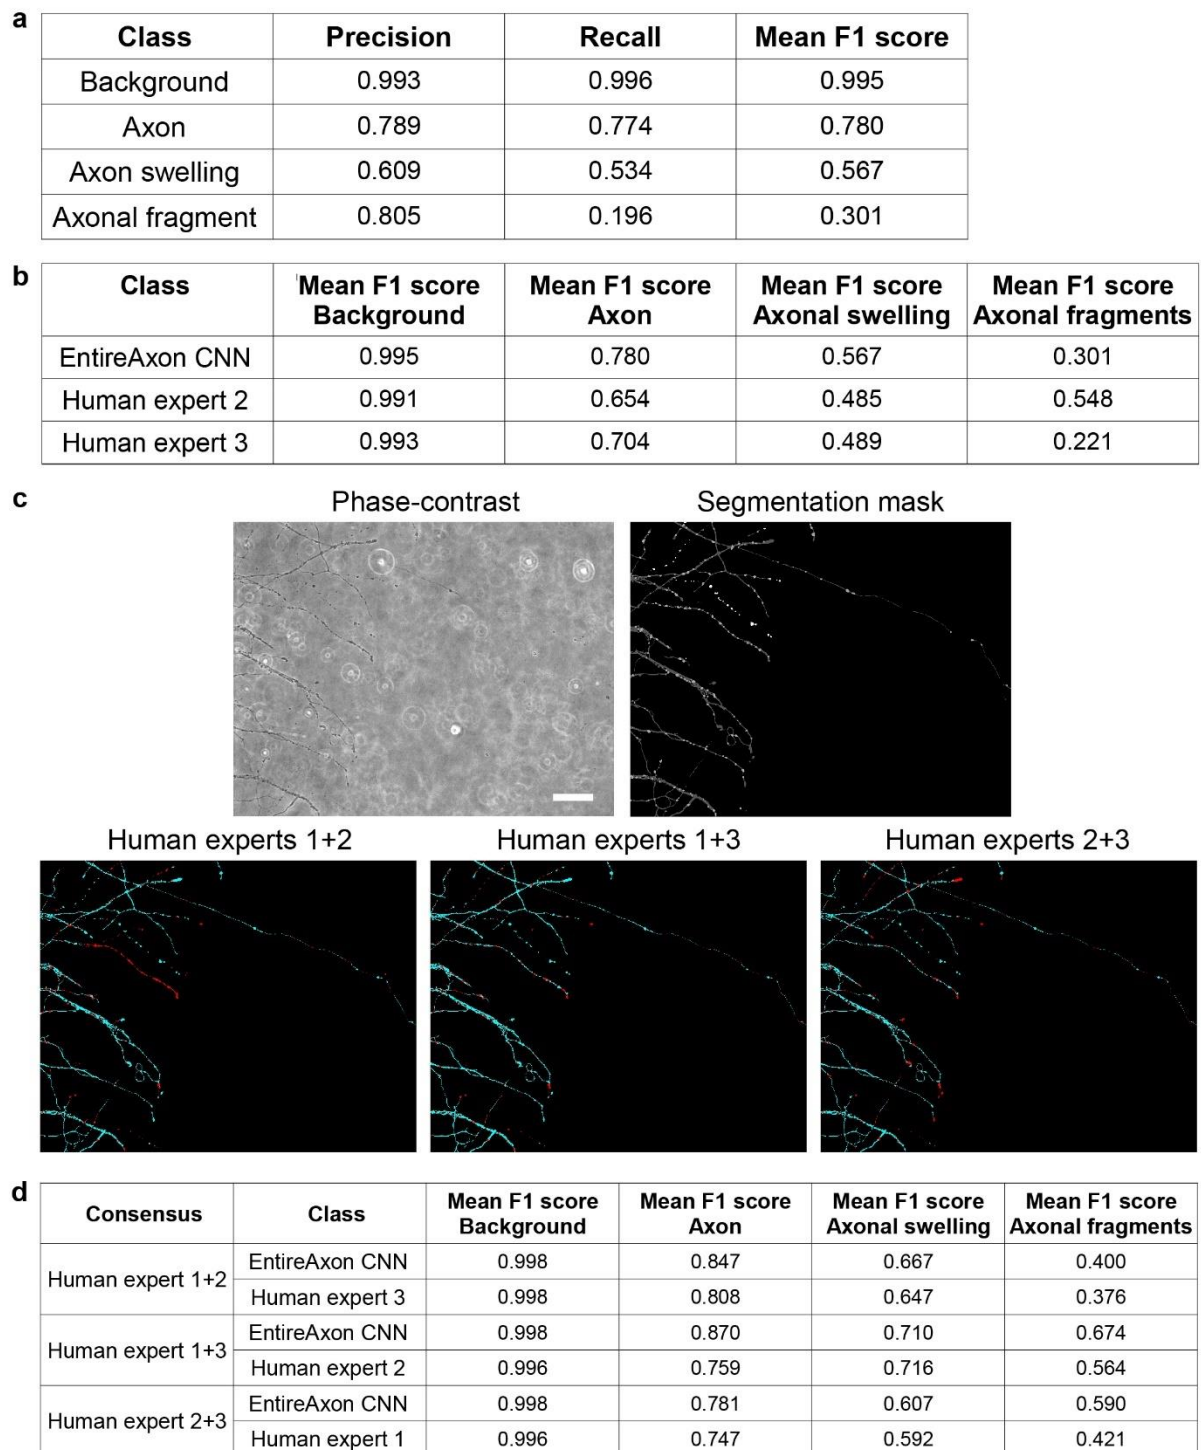 a
Class Precision Recall Mean F1 score
Background 0.993 0.996 0.995
Axon 0.789 0.774 0.780
Axon swelling 0.609 0.534 0.567
Axonal fragment 0.805 0.196 0.301
b
Class Mean F1 score Background Mean F1 score Axon Mean F1 score Axonal swelling Mean F1 score Axonal fragments
EntireAxon CNN 0.995 0.780 0.567 0.301
Human expert 2 0.991 0.654 0.485 0.548
Human expert 3 0.993 0.704 0.489 0.221
c
Phase-contrast Segmentation mask
Human experts 1+2 Human experts 1+3 Human experts 2+3
d
Consensus Class Mean F1 score Background Mean F1 score Axon Mean F1 score Axonal swelling Mean F1 score Axonal fragments
Human expert 1+2 EntireAxon CNN 0.998 0.847 0.667 0.400
Human expert 3 0.998 0.808 0.647 0.376
Human expert 1+3 EntireAxon CNN 0.998 0.870 0.710 0.674
Human expert 2 0.996 0.759 0.716 0.564
Human expert 2+3 EntireAxon CNN 0.998 0.781 0.607 0.590
Human expert 1 0.996 0.747 0.592 0.421